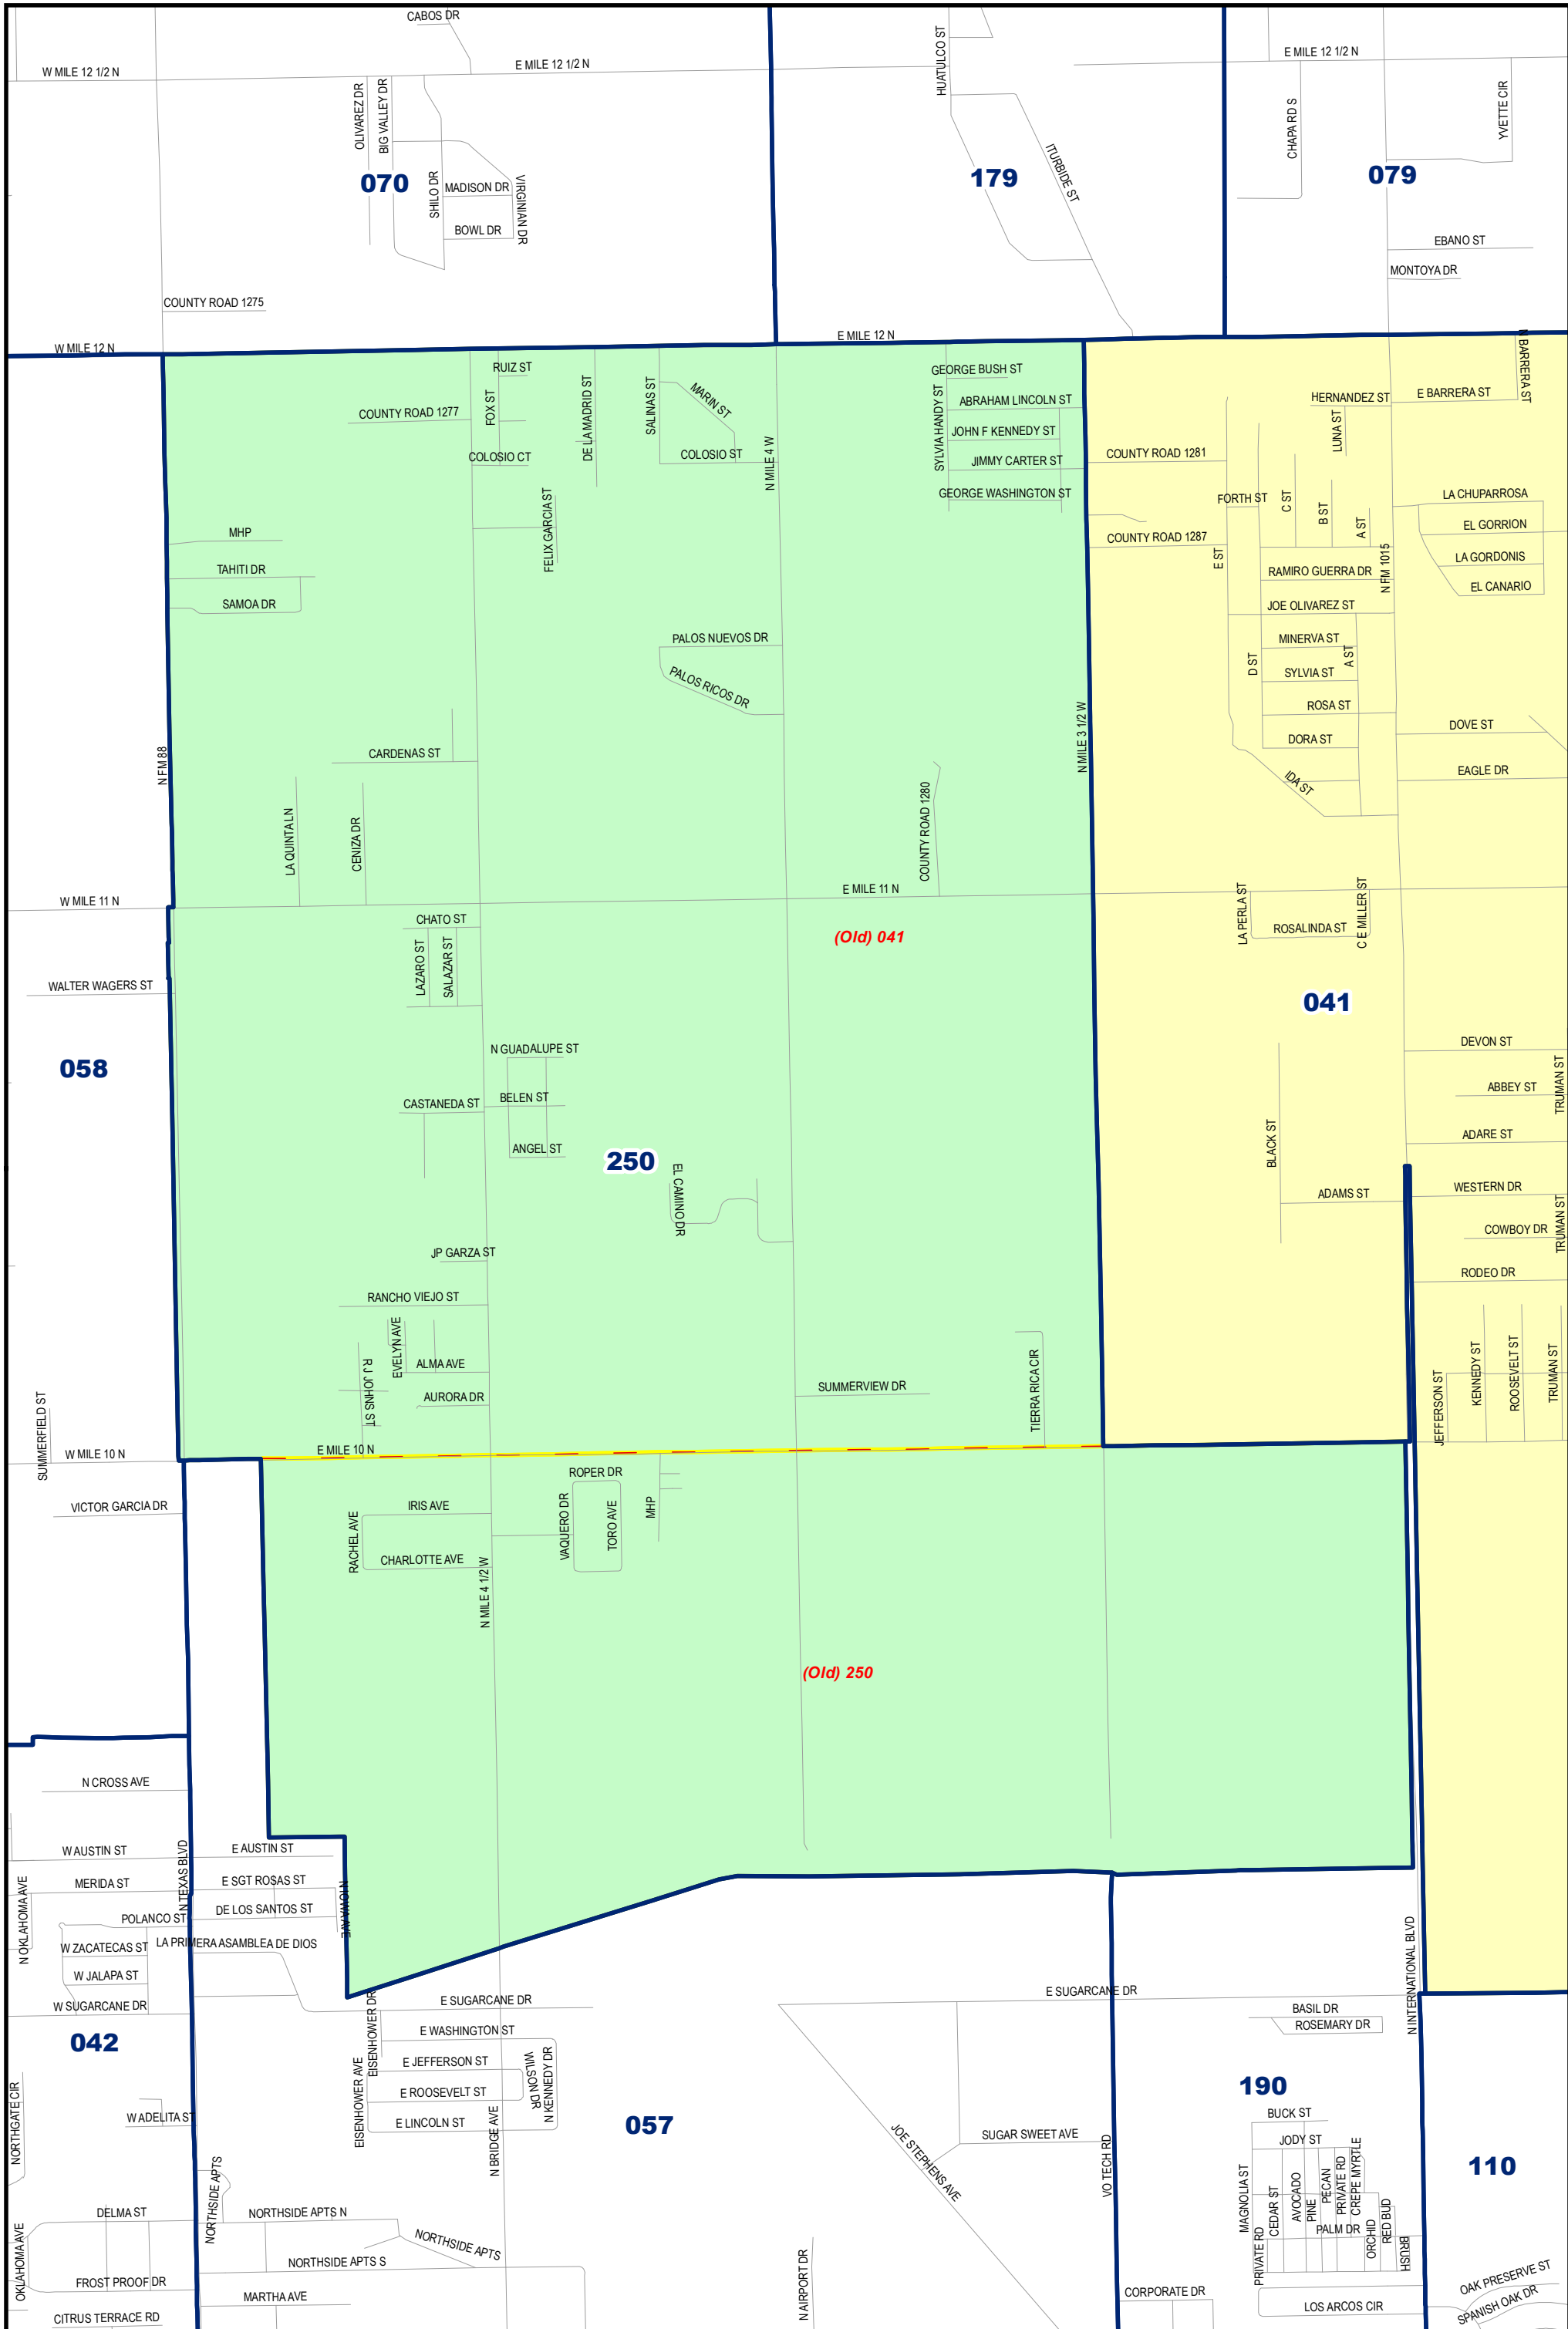 CABOS DR
W MILE 12 1/2 N
E MILE 12 1/2 N
E MILE 12 1/2 N
HUATULCO ST
OLIVAREZ DR
BIG VALLEY DR
CHAPA RD S
YVETTE CIR
ITURBIDE ST
070
179
079
SHILO DR
MADISON DR
VIRGINIAN DR
BOWL DR
EBANO ST
MONTOYA DR
COUNTY ROAD 1275
W MILE 12 N
E MILE 12 N
N BARRERA ST
RUIZ ST
GEORGE BUSH ST
FOX ST
DE LA MADRID ST
SALINAS ST
MARIN ST
SYLVIA HANDY ST
ABRAHAM LINCOLN ST
HERNANDEZ ST
E BARRERA ST
COUNTY ROAD 1277
LUNA ST
JOHN F KENNEDY ST
COLOSIO CT
COLOSIO ST
N MILE 4 W
JIMMY CARTER ST
COUNTY ROAD 1281
GEORGE WASHINGTON ST
FORTH ST
C ST
B ST
A ST
LA CHUPARROSA
FELIX GARCIA ST
EL GORRION
MHP
COUNTY ROAD 1287
E ST
N FM 1015
LA GORDONIS
TAHITI DR
RAMIRO GUERRA DR
EL CANARIO
SAMOA DR
JOE OLIVAREZ ST
PALOS NUEVOS DR
MINERVA ST
A ST
D ST
PALOS RICOS DR
SYLVIA ST
ROSA ST
N FM 88
CARDENAS ST
N MILE 3 1/2 W
DORA ST
DOVE ST
IDA ST
EAGLE DR
LA QUINTA LN
CENIZA DR
COUNTY ROAD 1280
W MILE 11 N
E MILE 11 N
LA PERLA ST
C E MILLER ST
CHATO ST
ROSALINDA ST
(Old) 041
LAZARO ST
SALAZAR ST
WALTER WAGERS ST
041
N GUADALUPE ST
DEVON ST
058
TRUMAN ST
ABBEY ST
CASTANEDA ST
BELEN ST
BLACK ST
ADARE ST
ANGEL ST
250
EL CAMINO DR
ADAMS ST
WESTERN DR
TRUMAN ST
COWBOY DR
JP GARZA ST
RODEO DR
RANCHO VIEJO ST
EVELYN AVE
R J JOHNS ST
ALMA AVE
SUMMERVIEW DR
TIERRA RICA CIR
KENNEDY ST
ROOSEVELT ST
TRUMAN ST
AURORA DR
JEFFERSON ST
SUMMERFIELD ST
W MILE 10 N
E MILE 10 N
ROPER DR
VICTOR GARCIA DR
IRIS AVE
RACHEL AVE
VAQUERO DR
TORO AVE
MHP
CHARLOTTE AVE
N MILE 4 1/2 W
(Old) 250
N CROSS AVE
W AUSTIN ST
E AUSTIN ST
N TEXAS BLVD
MERIDA ST
E SGT ROSAS ST
N OKLAHOMA AVE
POLANCO ST
DE LOS SANTOS ST
N IOWA AVE
W ZACATECAS ST
LA PRIMERA ASAMBLEA DE DIOS
W JALAPA ST
N INTERNATIONAL BLVD
W SUGARCANE DR
E SUGARCANE DR
E SUGARCANE DR
EISENHOWER DR
BASIL DR
ROSEMARY DR
042
E WASHINGTON ST
E JEFFERSON ST
WILSON DR
N KENNEDY DR
EISENHOWER AVE
E ROOSEVELT ST
190
NORTHGATE CIR
W ADELITA ST
E LINCOLN ST
057
BUCK ST
N BRIDGE AVE
SUGAR SWEET AVE
JODY ST
JOE STEPHENS AVE
VO TECH RD
110
NORTHSIDE APTS
MAGNOLIA ST
CEDAR ST
AVOCADO
PINE
PECAN
PRIVATE RD
CREPE MYRTLE
DELMA ST
NORTHSIDE APTS N
PALM DR
ORCHID
RED BUD
BRUSH
OKLAHOMA AVE
NORTHSIDE APTS
NORTHSIDE APTS S
PRIVATE RD
FROST PROOF DR
N AIRPORT DR
OAK PRESERVE ST
MARTHA AVE
CORPORATE DR
LOS ARCOS CIR
SPANISH OAK DR
CITRUS TERRACE RD